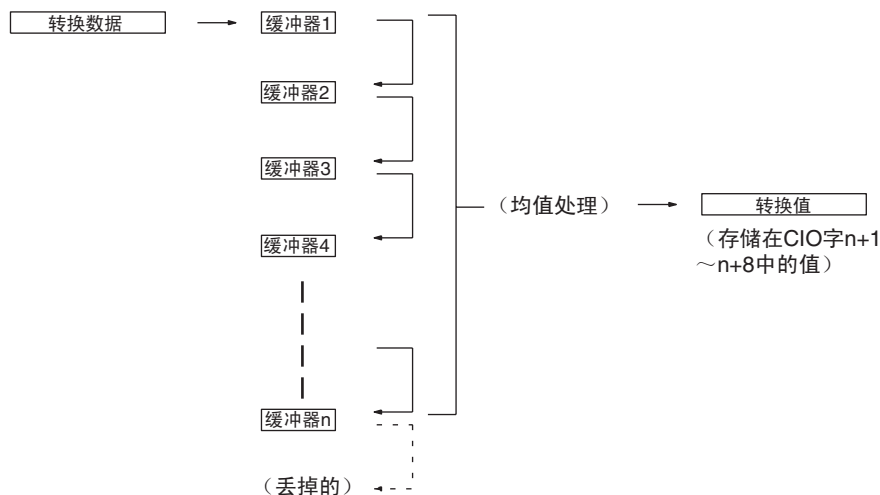 转换数据
缓冲器1
缓冲器2
缓冲器3
缓冲器4
缓冲器n
（丢掉的）
（均值处理）
转换值
（存储在CIO字n+1
～n+8中的值）